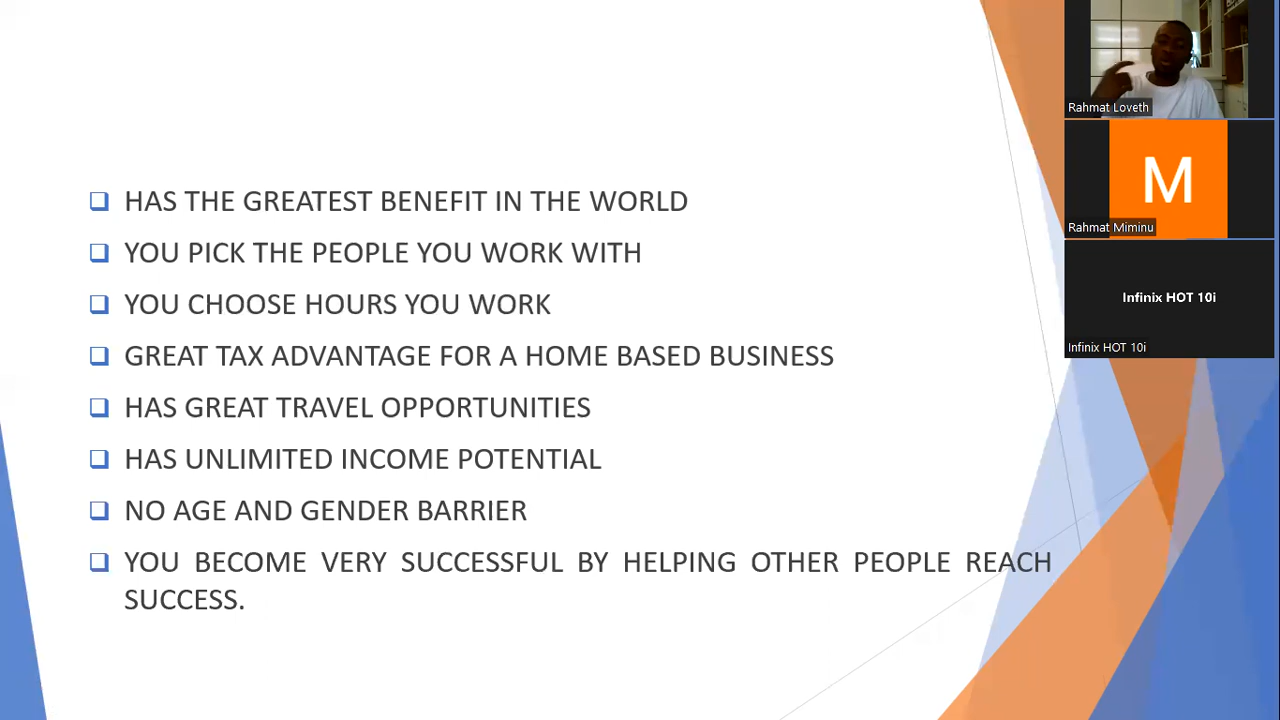 HAS THE GREATEST BENEFIT IN THE WORLD
YOU PICK THE PEOPLE YOU WORK WITH
YOU CHOOSE HOURS YOU WORK
GREAT TAX ADVANTAGE FOR A HOME BASED BUSINESS
HAS GREAT TRAVEL OPPORTUNITIES
HAS UNLIMITED INCOME POTENTIAL
NO AGE AND GENDER BARRIER
YOU BECOME VERY SUCCESSFUL BY HELPING OTHER PEOPLE REACH
SUCCESS.
Rahmat Loveth
M
Rahmat Miminu
Infinix HOT 10i
Infinix HOT 10i